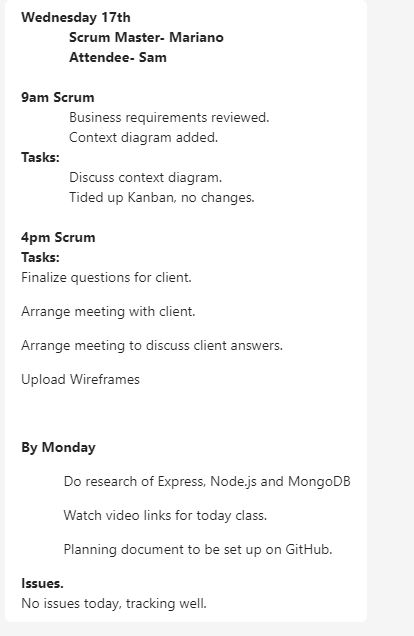 Wednesday 17th
Scrum Master- Mariano
Attendee- Sam
9am Scrum
Business requirements reviewed.
Context diagram added.
Tasks:
Discuss context diagram.
Tided up Kanban, no changes.
4pm Scrum
Tasks:
Finalize questions for client.
Arrange meeting with client.
Arrange meeting to discuss client answers.
Upload Wireframes
By Monday
Do research of Express, Node.js and MongoDB
Watch video links for today class.
Planning document to be set up on GitHub.
Issues.
No issues today, tracking well.